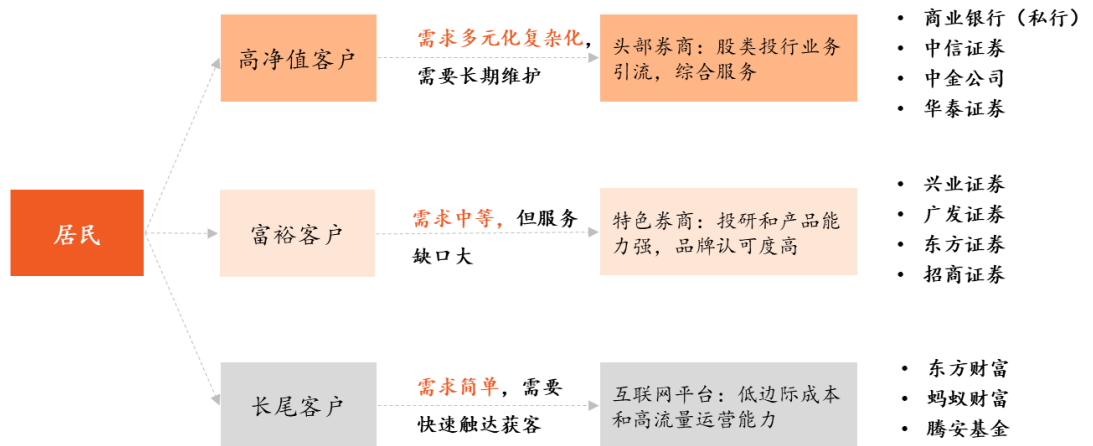 居民
高净值客户
需求多元化复杂化，
需要长期维护
头部券商：股类投行业务
引流，综合服务
• 商业银行（私行）
• 中信证券
• 中金公司
• 华泰证券
富裕客户
需求中等，但服务
缺口大
特色券商：投研和产品能
力强，品牌认可度高
• 兴业证券
• 广发证券
• 东方证券
• 招商证券
长尾客户
需求简单，需要
快速触达获客
互联网平台：低边际成本
和高流量运营能力
• 东方财富
• 蚂蚁财富
• 腾安基金